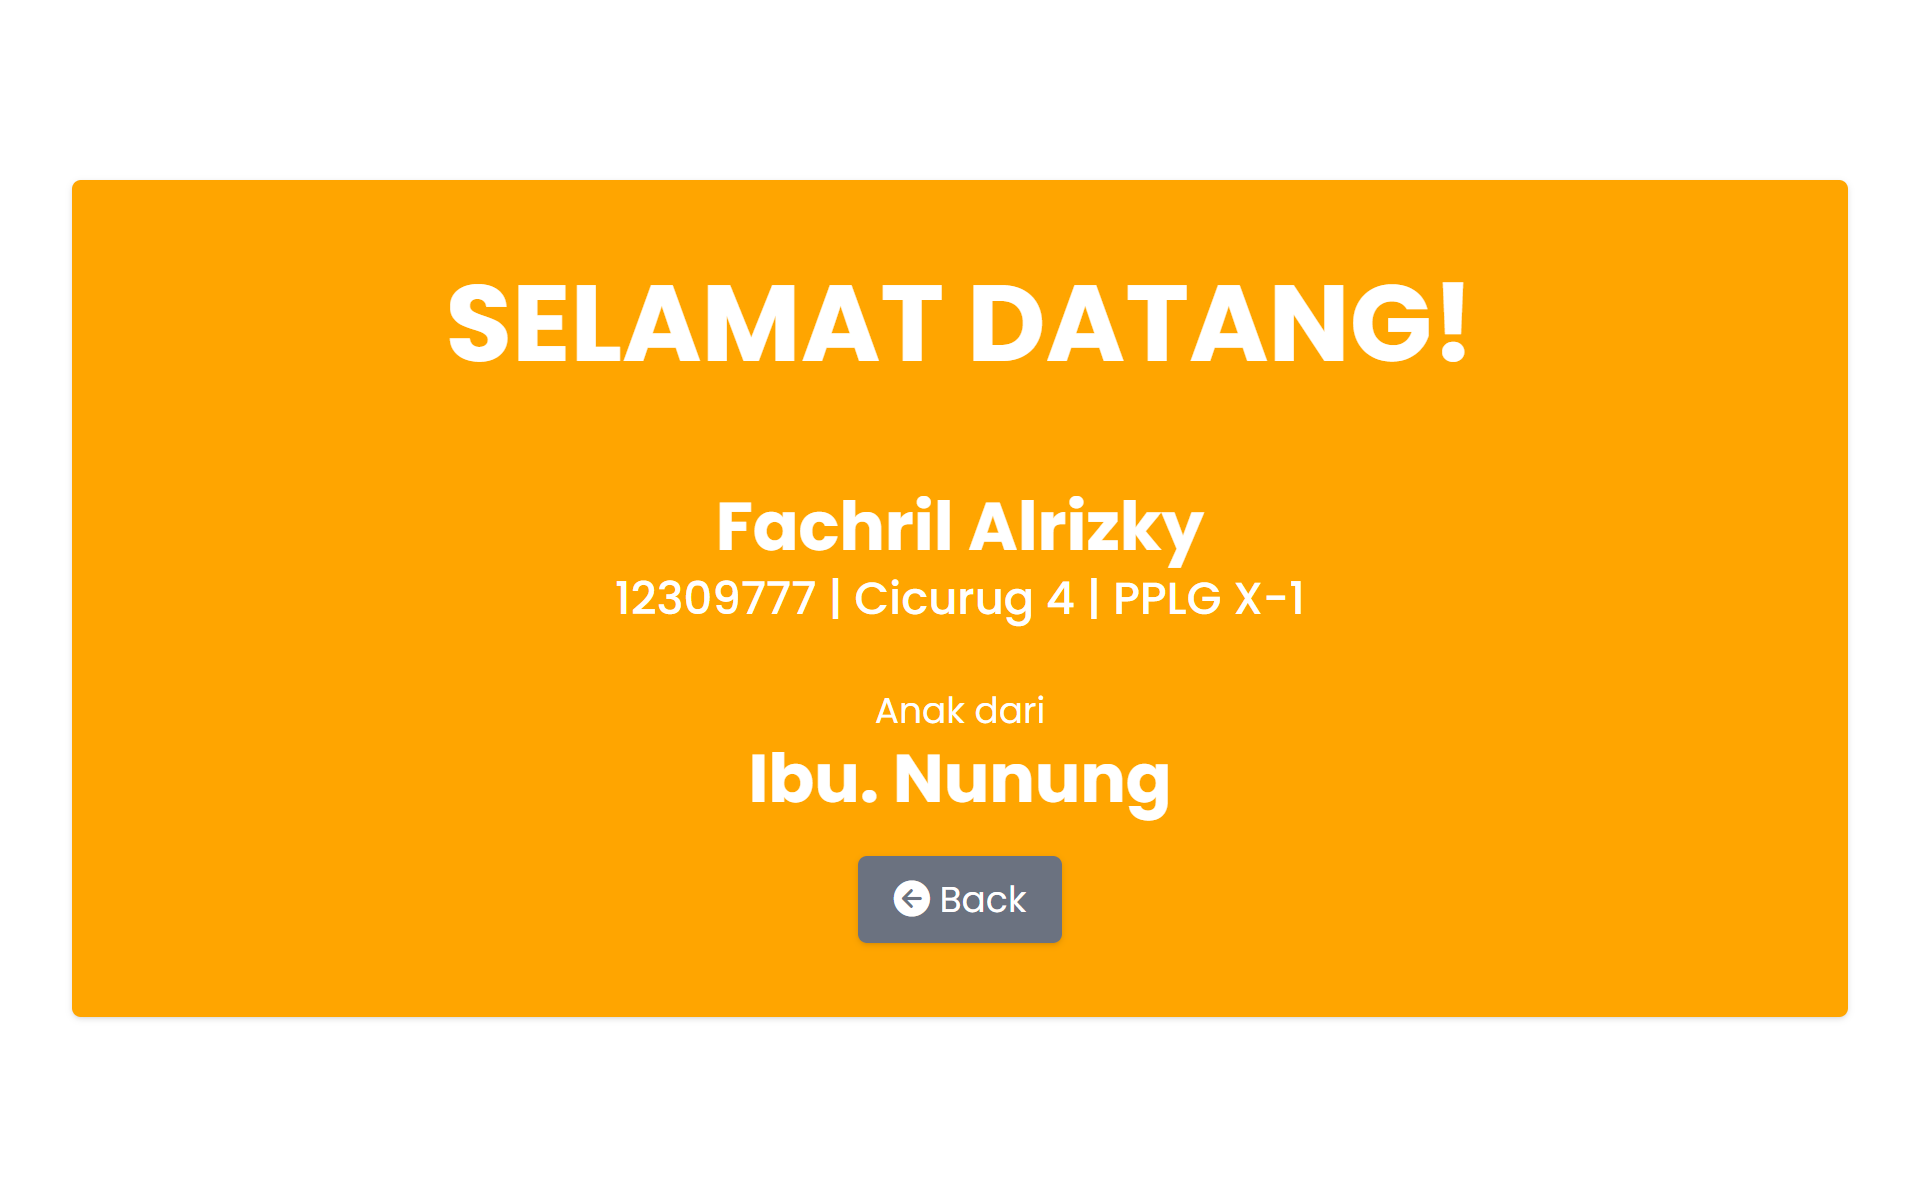 SELAMAT DATANG!
Fachril Alrizky
12309777 | Cicurug 4 | PPLG X-1
Anak dari
Ibu. Nunung
Back